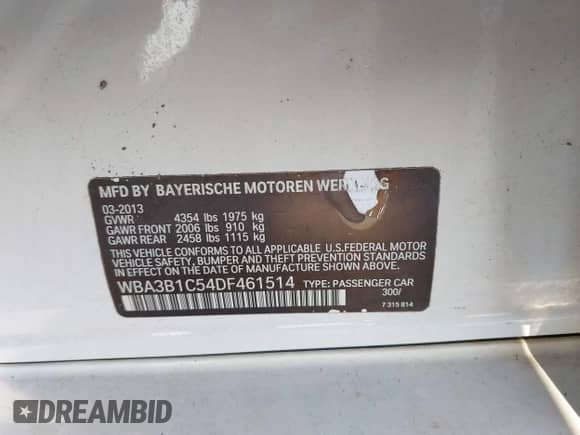 MFD BY BAYERISCHE MOTOREN
03-2013
GVWR 4354 lbs 1975 kg
GAWR FRONT 2006 lbs 910 kg
GAWR REAR 2458 lbs 1115 kg
THIS VEHICLE CONFORMS TO ALL APPLICABLE U.S.FEDERAL MOTOR
VEHICLE SAFETY, BUMPER AND THEFT PREVENTION STANDARDS
IN EFFECT ON THE DATE OF MANUFACTURE SHOWN ABOVE.
WBA3B1C54DF461514 TYPE: PASSENGER CAR
300/
7 315 814
DREAMBID